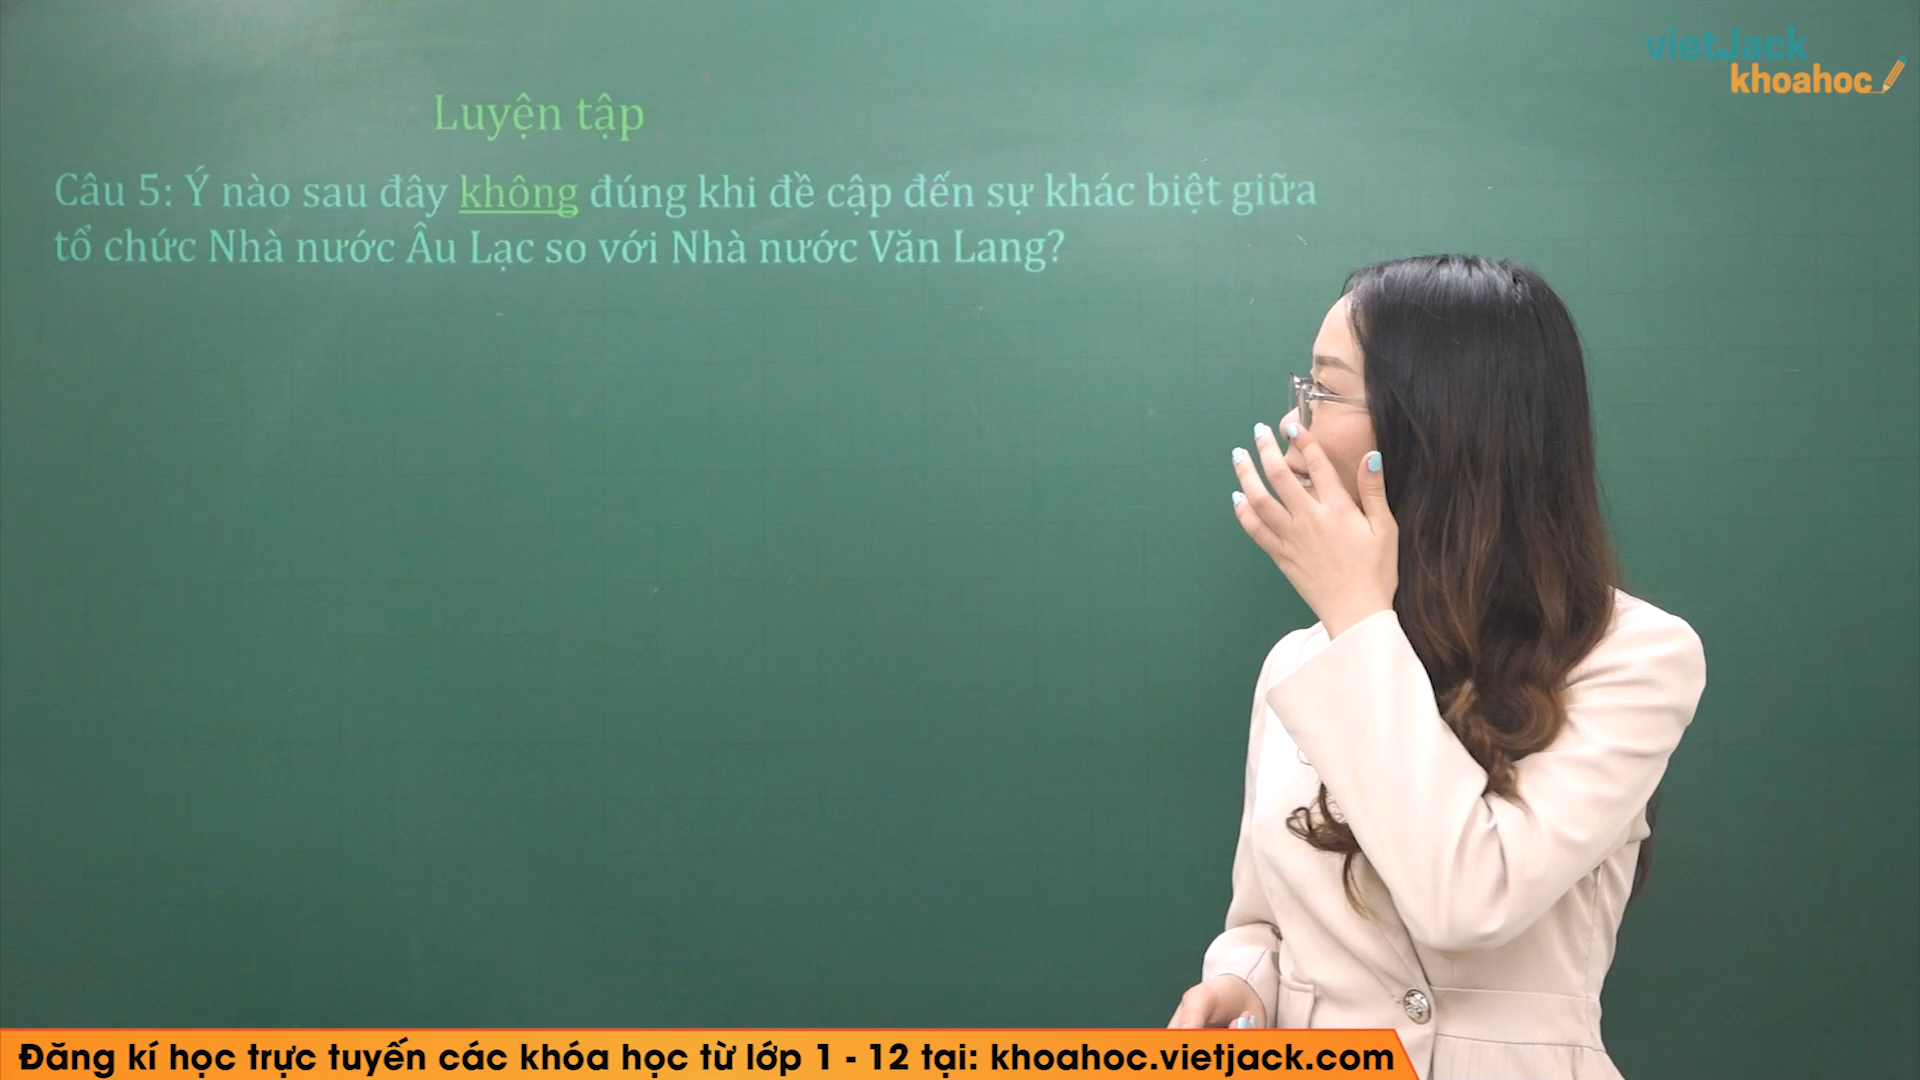 vietJack
khoahoc
Luyện tập
Câu 5: Ý nào sau đây không đúng khi đề cập đến sự khác biệt giữa
tổ chức Nhà nước Âu Lạc so với Nhà nước Văn Lang?
Đăng kí học trực tuyến các khóa học từ lớp 1 - 12 tại: khoahoc.vietjack.com